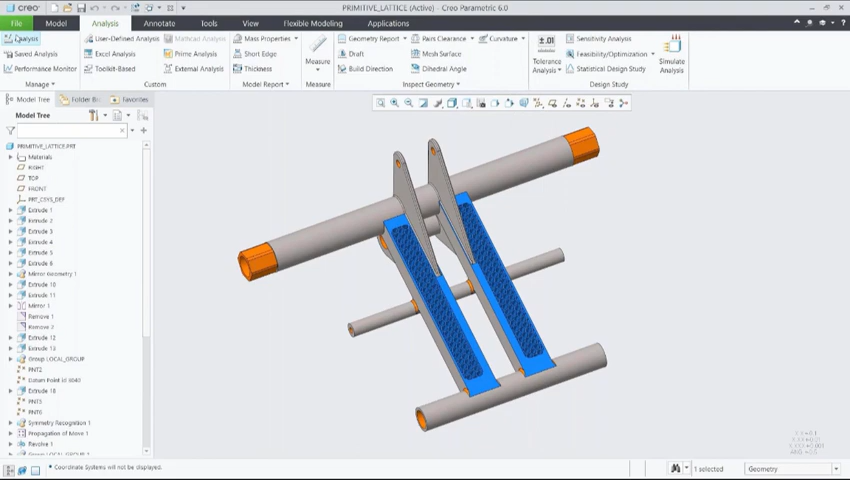 creo
PRIMITIVE_LATTICE (Active) - Creo Parametric 6.0
File Model Analysis Annotate Tools View Flexible Modeling Applications
Analysis User-Defined Analysis Mathcad Analysis Mass Properties Geometry Report Pairs Clearance Curvature Sensitivity Analysis
Saved Analysis Excel Analysis Prime Analysis Short Edge Draft Mesh Surface Feasibility/Optimization
Performance Monitor Toolkit-Based External Analysis Thickness Measure Build Direction Dihedral Angle Tolerance Analysis Statistical Design Study Simulate Analysis
Manage Custom Model Report Measure Inspect Geometry Design Study
Model Tree Folder B Favorites
Model Tree
PRIMITIVE_LATTICE.PRT
Materials
RIGHT
TOP
FRONT
PRT_CSYS_DEF
Extrude 1
Extrude 2
Extrude 3
Extrude 4
Extrude 5
Extrude 6
Mirror Geometry 1
Extrude 10
Extrude 11
Mirror 3
Remove 1
Remove 2
Extrude 12
Extrude 13
Group LOCAL_GROUP
PNT2
Datum Point id 8040
Extrude 18
PNT5
PNT6
Symmetry Recognition 1
Propagation of Move 1
Revolve 1
Group LOCAL_GROUP
Coordinate Systems will not be displayed.
1 selected
Geometry